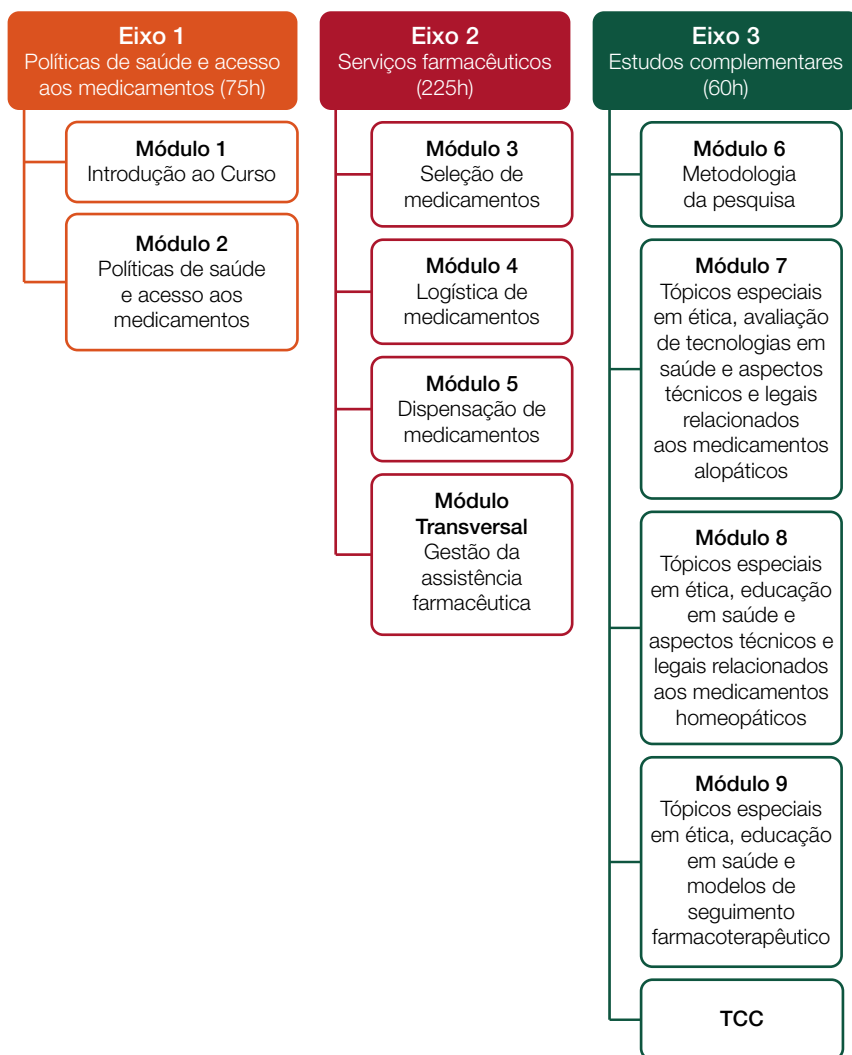 Eixo 1
Políticas de saúde e acesso
aos medicamentos (75h)
Módulo 1
Introdução ao Curso
Módulo 2
Políticas de saúde
e acesso aos
medicamentos
Eixo 2
Serviços farmacêuticos
(225h)
Módulo 3
Seleção de
medicamentos
Módulo 4
Logística de
medicamentos
Módulo 5
Dispensação de
medicamentos
Módulo
Transversal
Gestão da
assistência
farmacêutica
Eixo 3
Estudos complementares
(60h)
Módulo 6
Metodologia
da pesquisa
Módulo 7
Tópicos especiais
em ética, avaliação
de tecnologias em
saúde e aspectos
técnicos e legais
relacionados
aos medicamentos
alopáticos
Módulo 8
Tópicos especiais
em ética, educação
em saúde e
aspectos técnicos e
legais relacionados
aos medicamentos
homeopáticos
Módulo 9
Tópicos especiais
em ética, educação
em saúde e
modelos de
seguimento
farmacoterapêutico
TCC